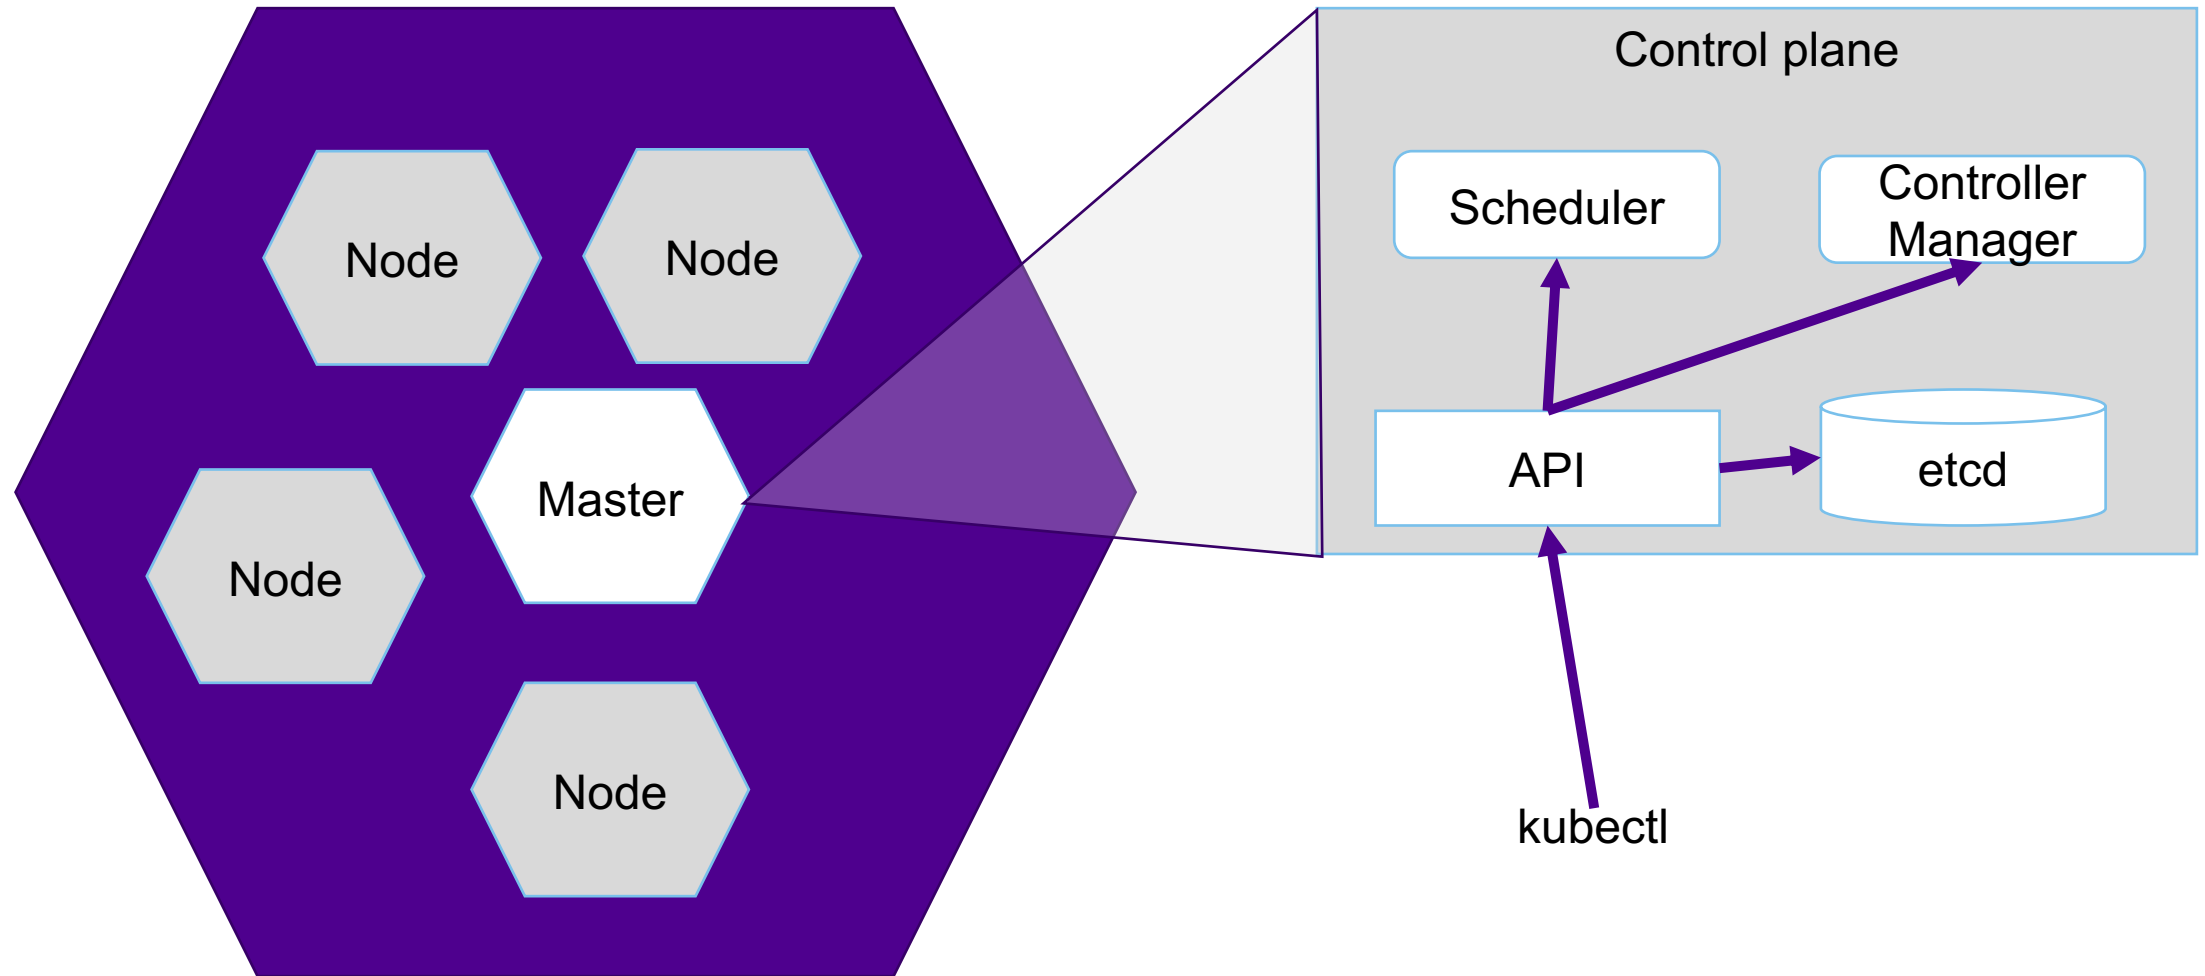 Control plane
Scheduler
Controller
Manager
Node
Node
Master
API
etcd
Node
Node
kubectl